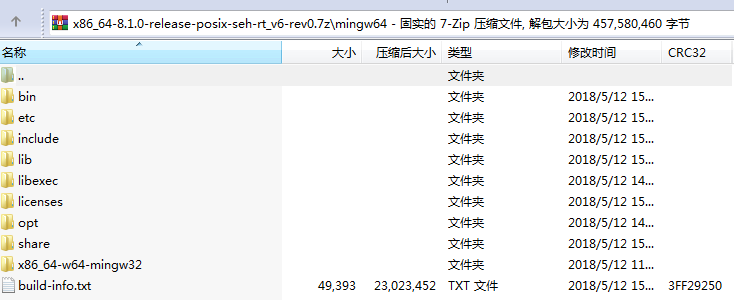 x86_64-8.1.0-release-posix-seh-rt_v6-rev0.7z\mingw64 - 固实的 7-Zip 压缩文件, 解包大小为 457,580,460 字节
名称 大小 压缩后大小 类型 修改时间 CRC32
.. 文件夹
bin 文件夹 2018/5/12 15...
etc 文件夹 2018/5/12 15...
include 文件夹 2018/5/12 15...
lib 文件夹 2018/5/12 15...
libexec 文件夹 2018/5/12 14...
licenses 文件夹 2018/5/12 15...
opt 文件夹 2018/5/12 14...
share 文件夹 2018/5/12 15...
x86_64-w64-mingw32 文件夹 2018/5/12 11...
build-info.txt 49,393 23,023,452 TXT 文件 2018/5/12 15... 3FF29250